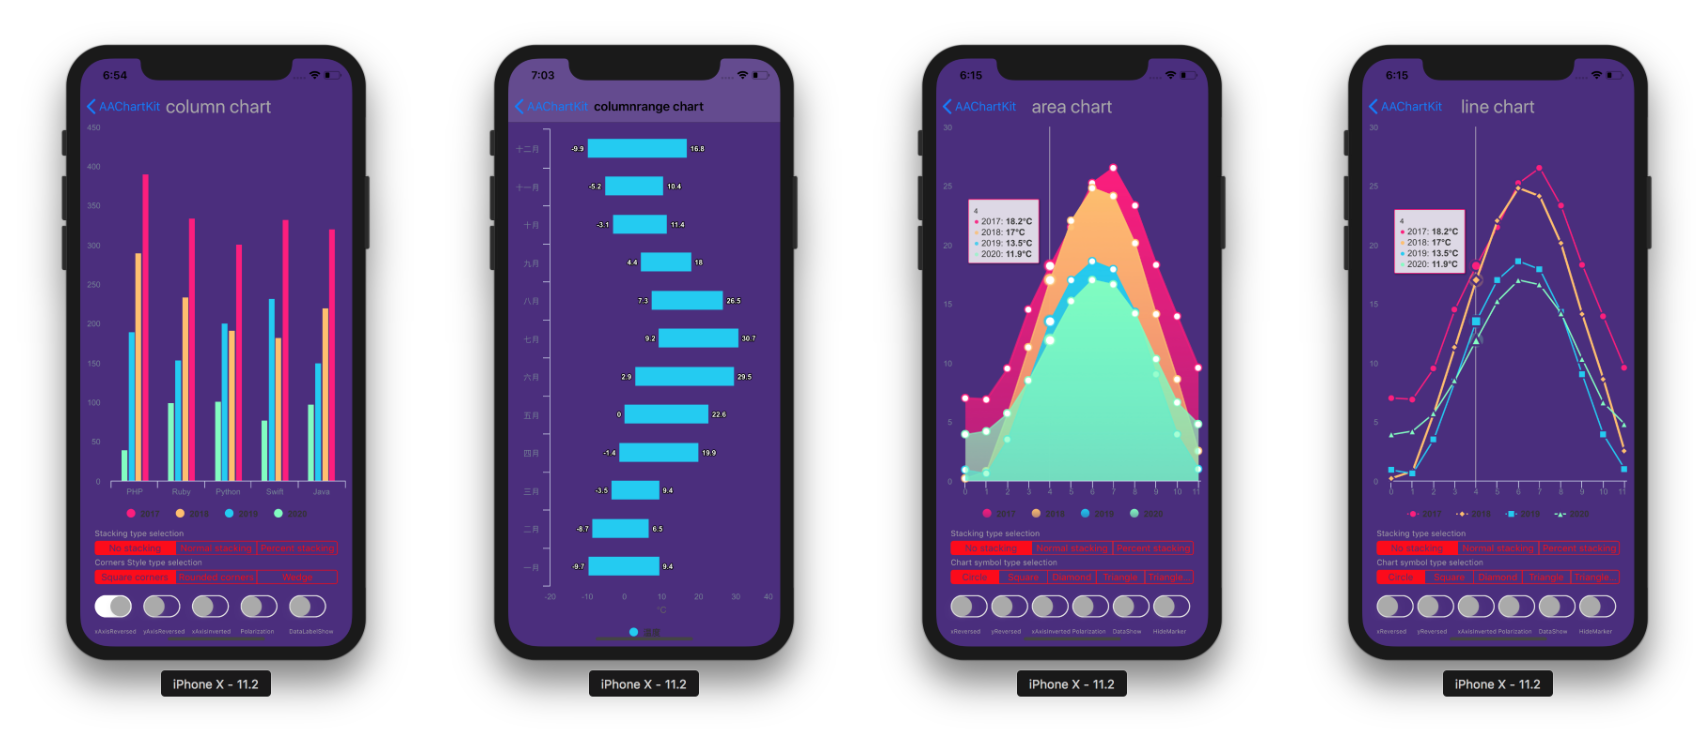 6:54
AAChartKit column chart
450
400
350
300
250
200
150
100
50
0
PHP Ruby Python Swift Java
2017 2018 2019 2020
Stacking type selection
No stacking Normal stacking Percent stacking
Corners Style type selection
Square corners Rounded corners Wedge
xAxisReversed yAxisReversed xAxisInverted Polarization DataLabelShow
iPhone X - 11.2
7:03
AAChartKit columnrange chart
十二月 -9.9 16.8
十一月 -5.2 10.4
十月 -3.1 11.4
九月 4.4 18
八月 7.3 26.5
七月 9.2 30.7
六月 2.9 29.5
五月 0 22.6
四月 -1.4 19.9
三月 -3.5 9.4
二月 -8.7 6.5
一月 -9.7 9.4
-20 -10 0 10 20 30 40
°C
温度
iPhone X - 11.2
6:15
AAChartKit area chart
30
25
20
15
10
5
0
4
2017: 18.2°C
2018: 17°C
2019: 13.5°C
2020: 11.9°C
0 1 2 3 4 5 6 7 8 9 10 11
2017 2018 2019 2020
Stacking type selection
No stacking Normal stacking Percent stacking
Chart symbol type selection
Circle Square Diamond Triangle Triangle...
xReversed yReversed xAxisInverted Polarization DataShow HideMarker
iPhone X - 11.2
6:15
AAChartKit line chart
30
25
20
15
10
5
0
4
2017: 18.2°C
2018: 17°C
2019: 13.5°C
2020: 11.9°C
0 1 2 3 4 5 6 7 8 9 10 11
2017 2018 2019 2020
Stacking type selection
No stacking Normal stacking Percent stacking
Chart symbol type selection
Circle Square Diamond Triangle Triangle...
xReversed yReversed xAxisInverted Polarization DataShow HideMarker
iPhone X - 11.2